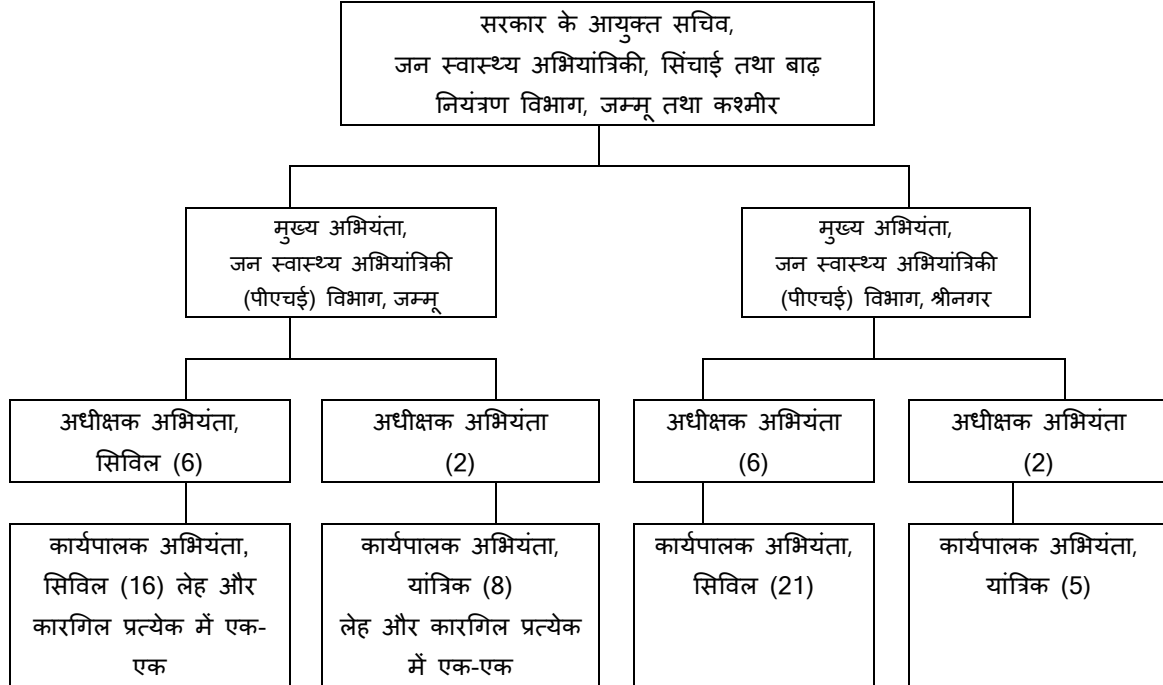 सरकार के आयुक्त सचिव,
जन स्वास्थ्य अभियांत्रिकी, सिंचाई तथा बाढ़
नियंत्रण विभाग, जम्मू तथा कश्मीर
मुख्य अभियंता,
जन स्वास्थ्य अभियांत्रिकी
(पीएचई) विभाग, जम्मू
मुख्य अभियंता,
जन स्वास्थ्य अभियांत्रिकी
(पीएचई) विभाग, श्रीनगर
अधीक्षक अभियंता,
सिविल (6)
अधीक्षक अभियंता
(2)
अधीक्षक अभियंता
(6)
अधीक्षक अभियंता
(2)
कार्यपालक अभियंता,
सिविल (16) लेह और
कारगिल प्रत्येक में एक-
एक
कार्यपालक अभियंता,
यांत्रिक (8)
लेह और कारगिल प्रत्येक
में एक-एक
कार्यपालक अभियंता,
सिविल (21)
कार्यपालक अभियंता,
यांत्रिक (5)